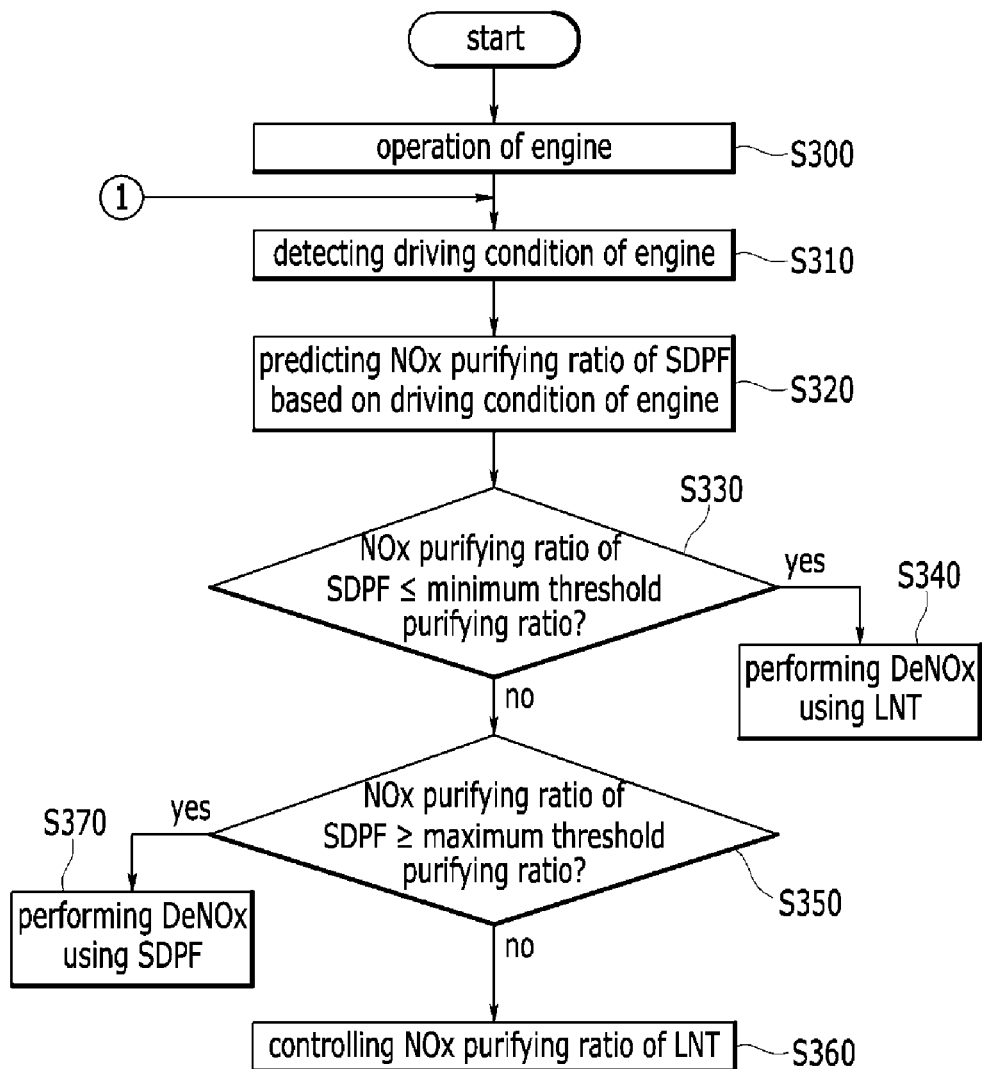 start
operation of engine
S300
1
detecting driving condition of engine
S310
predicting NOx purifying ratio of SDPF
based on driving condition of engine
S320
S330
NOx purifying ratio of
SDPF ≤ minimum threshold
purifying ratio?
yes
S340
performing DeNOx
using LNT
no
NOx purifying ratio of
SDPF ≥ maximum threshold
purifying ratio?
yes
S370
S350
performing DeNOx
using SDPF
no
controlling NOx purifying ratio of LNT
S360